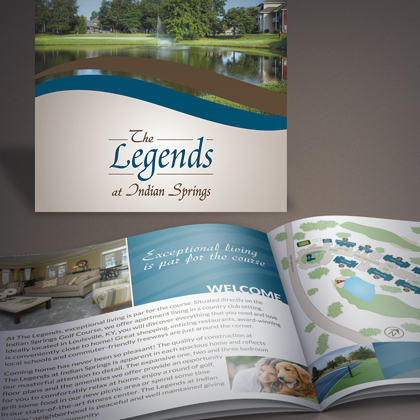 The
Legends
at Indian Springs
Exceptional living
is par for the course
WELCOME
At The Legends, exceptional living is par for the course. Situated directly on the
Indian Springs Golf Course, we offer apartment living in a country club setting.
Ideally located in Louisville, KY, you will discover everything that you need and love
is conveniently close to home! Great shopping, enticing restaurants, award-winning
local schools and commuter-friendly freeways are just around the corner.
Coming home has never been so pleasant! The quality of construction at
The Legends at Indian Springs is apparent in each spacious home and reflects
our masterful attention to detail. The expansive one, two and three bedroom
floor plans and amenities provide an opportunity
for you to comfortably relax at home, enjoy a round of golf,
grill some food in our picnic area or spend some time
in our state-of-the-art fitness center. The Legends at Indian
is a peaceful and well maintained
community